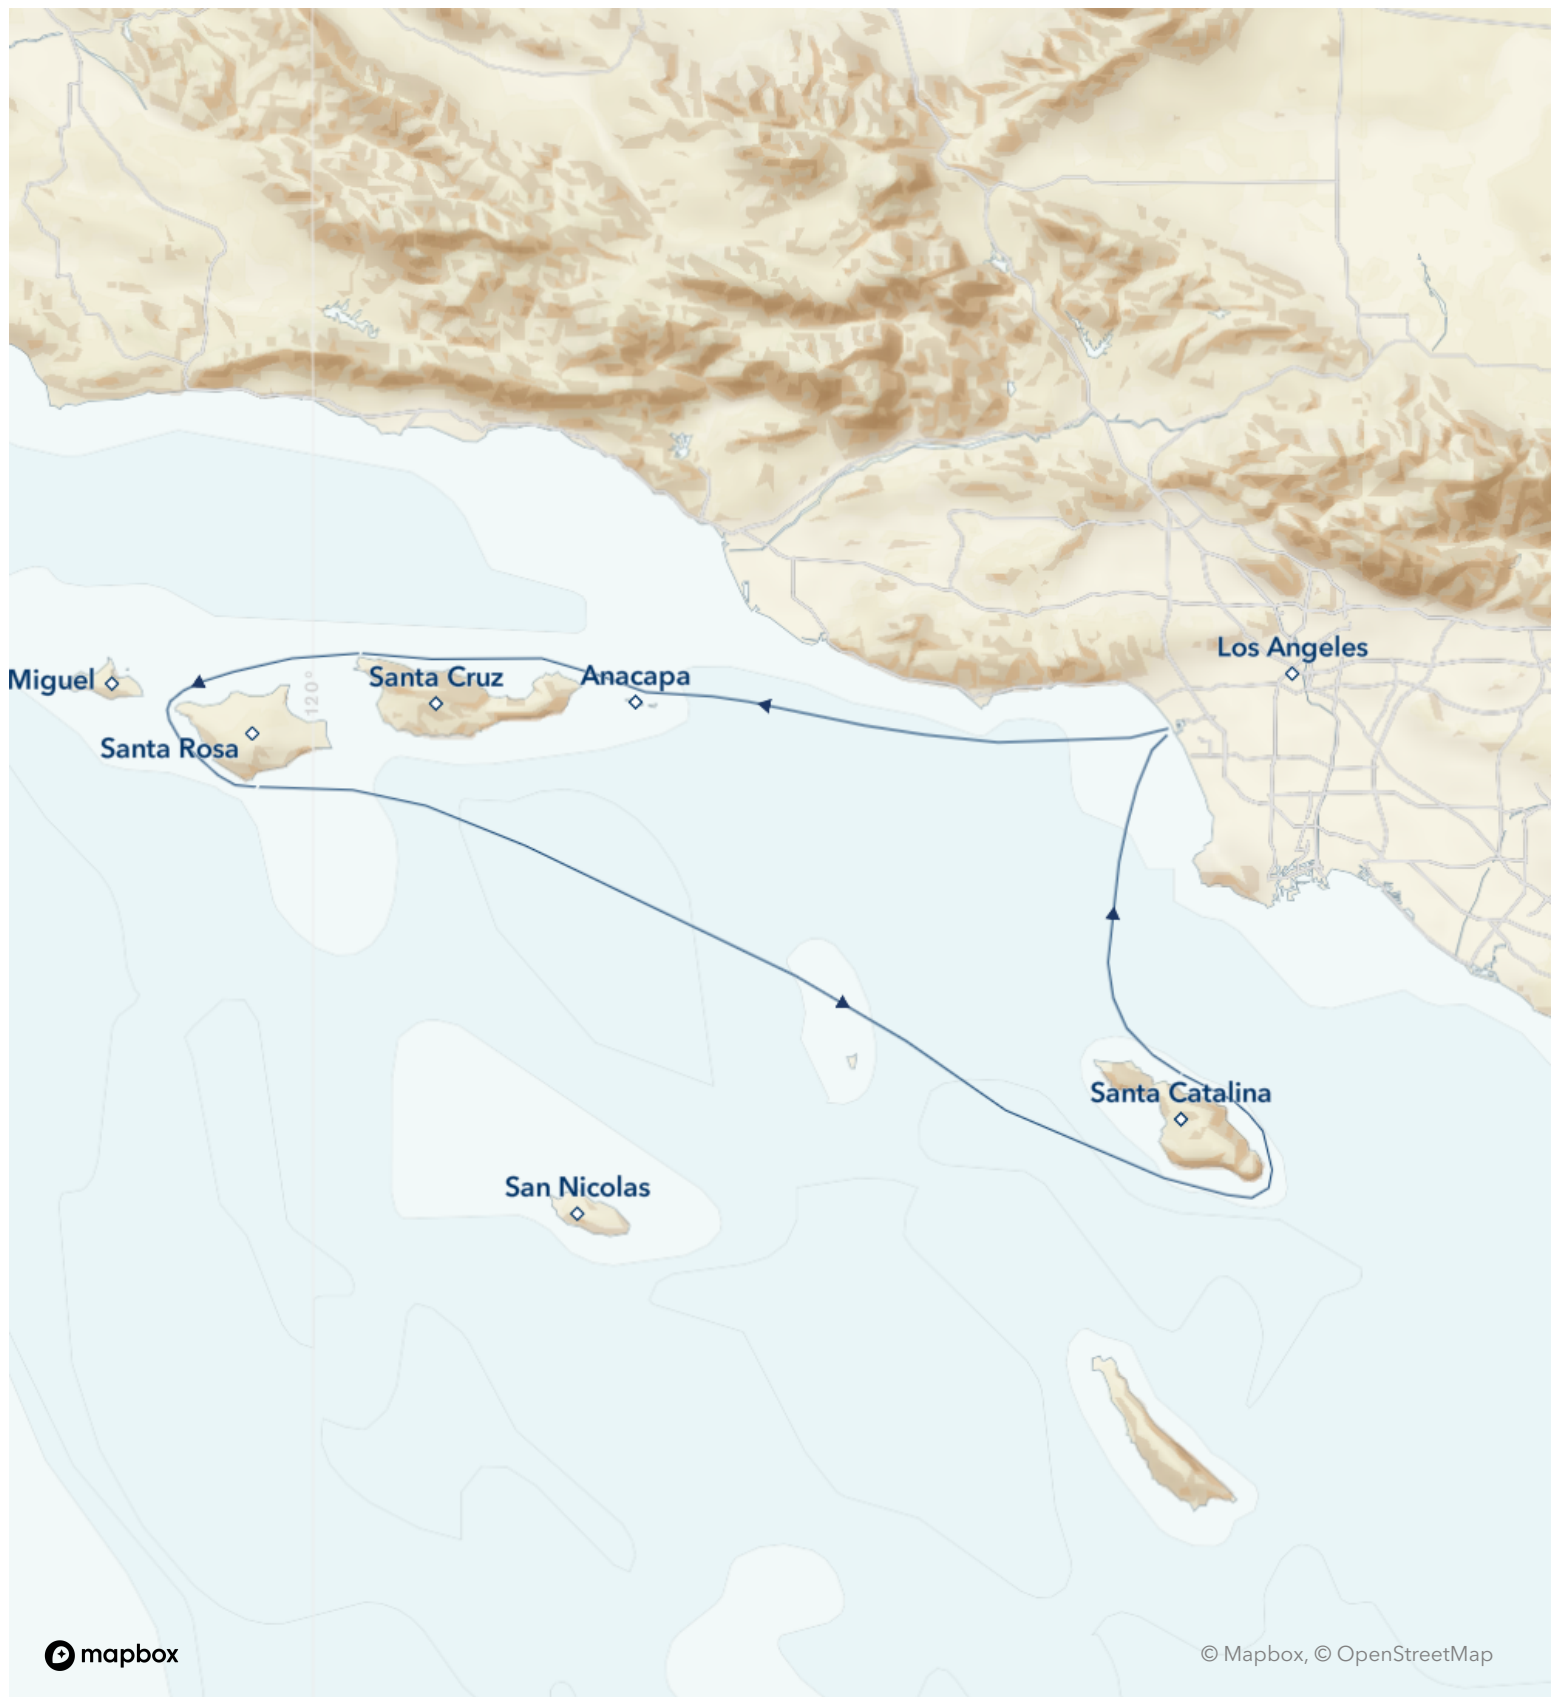 Los Angeles
Miguel
Santa Cruz
Anacapa
120°
Santa Rosa
Santa Catalina
San Nicolas
mapbox
© Mapbox, © OpenStreetMap